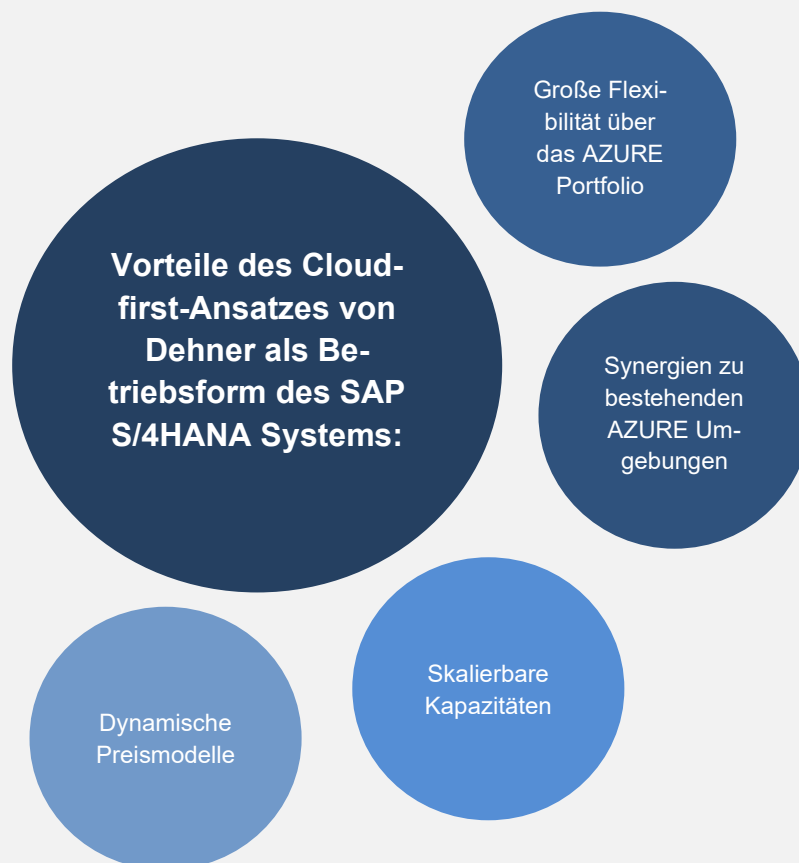 Vorteile des Cloud-
first-Ansatzes von
Dehner als Be-
triebsform des SAP
S/4HANA Systems:
Große Flexi-
bilität über
das AZURE
Portfolio
Synergien zu
bestehenden
AZURE Um-
gebungen
Skalierbare
Kapazitäten
Dynamische
Preismodelle